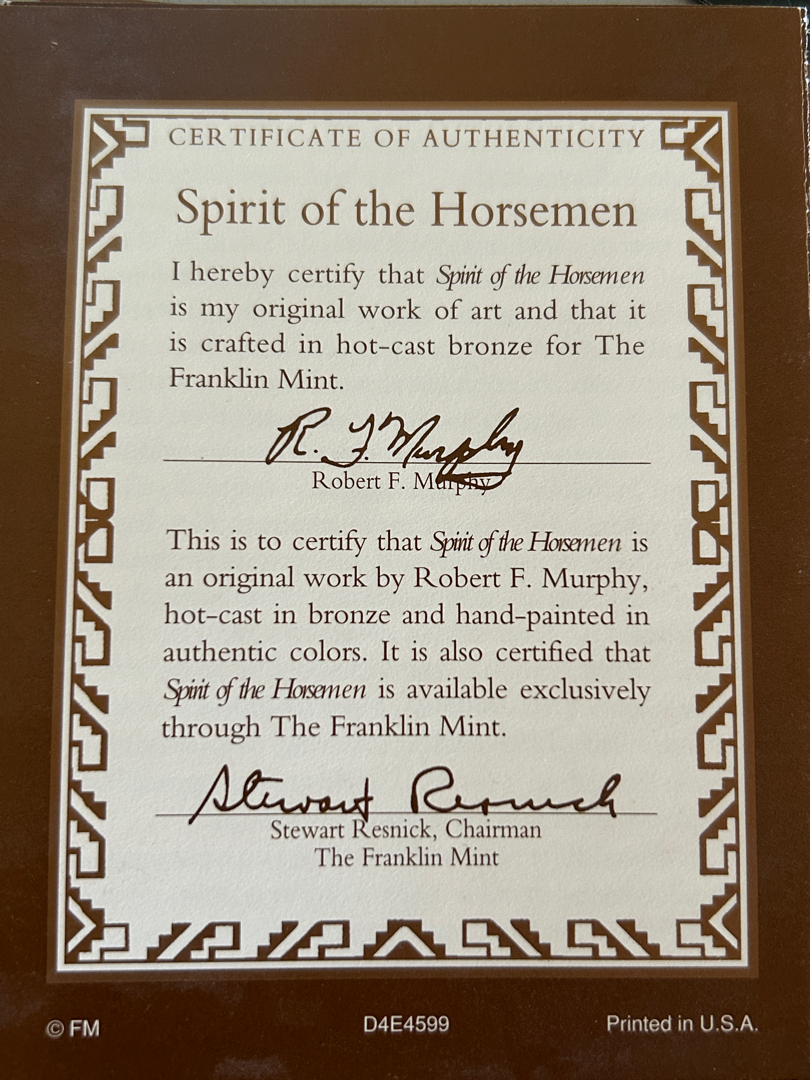 CERTIFICATE OF AUTHENTICITY
Spirit of the Horsemen
I hereby certify that Spirit of the Horsemen
is my original work of art and that it
is crafted in hot-cast bronze for The
Franklin Mint.
R. F. Murphy
Robert F. Murphy
This is to certify that Spirit of the Horsemen is
an original work by Robert F. Murphy,
hot-cast in bronze and hand-painted in
authentic colors. It is also certified that
Spirit of the Horsemen is available exclusively
through The Franklin Mint.
Stewart Resnick
Stewart Resnick, Chairman
The Franklin Mint
© FM D4E4599 Printed in U.S.A.